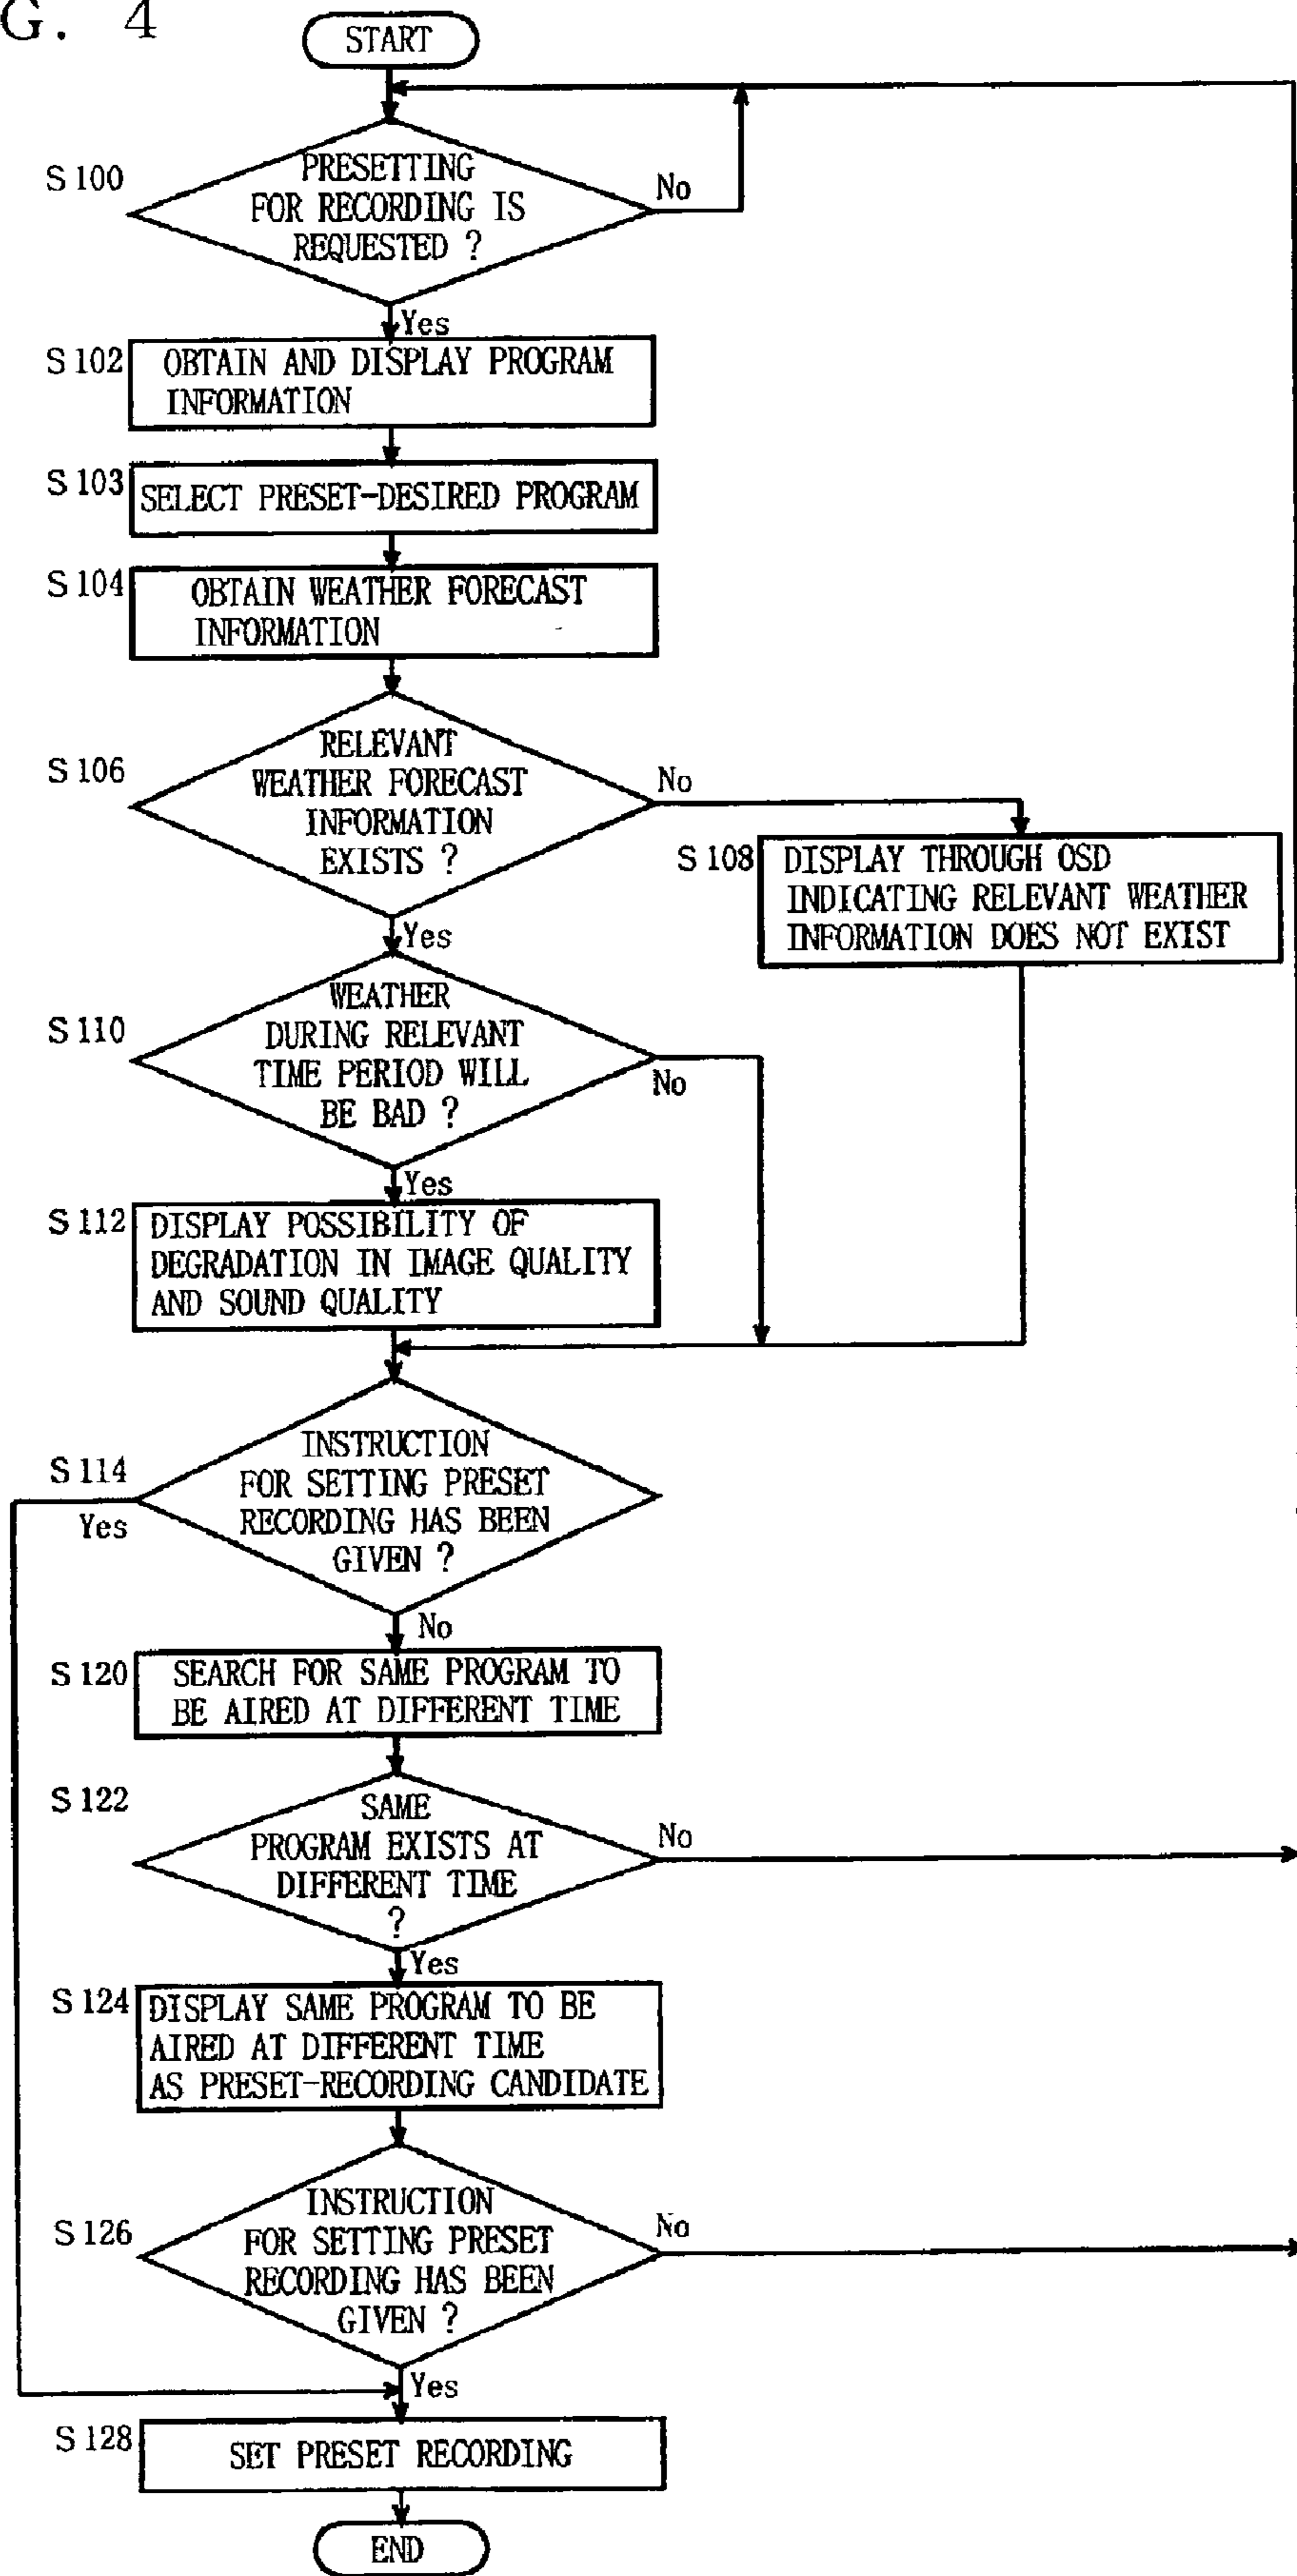 G. 4
START
S100
PRESETTING
FOR RECORDING IS
REQUESTED ?
No
Yes
S102
OBTAIN AND DISPLAY PROGRAM
INFORMATION
S103
SELECT PRESET-DESIRED PROGRAM
S104
OBTAIN WEATHER FORECAST
INFORMATION
S106
RELEVANT
WEATHER FORECAST
INFORMATION
EXISTS ?
No
S108
DISPLAY THROUGH OSD
INDICATING RELEVANT WEATHER
INFORMATION DOES NOT EXIST
Yes
S110
WEATHER
DURING RELEVANT
TIME PERIOD WILL
BE BAD ?
No
Yes
S112
DISPLAY POSSIBILITY OF
DEGRADATION IN IMAGE QUALITY
AND SOUND QUALITY
S114
INSTRUCTION
FOR SETTING PRESET
RECORDING HAS BEEN
GIVEN ?
Yes
No
S120
SEARCH FOR SAME PROGRAM TO
BE AIRED AT DIFFERENT TIME
S122
SAME
PROGRAM EXISTS AT
DIFFERENT TIME
?
No
Yes
S124
DISPLAY SAME PROGRAM TO BE
AIRED AT DIFFERENT TIME
AS PRESET-RECORDING CANDIDATE
S126
INSTRUCTION
FOR SETTING PRESET
RECORDING HAS BEEN
GIVEN ?
No
Yes
S128
SET PRESET RECORDING
END